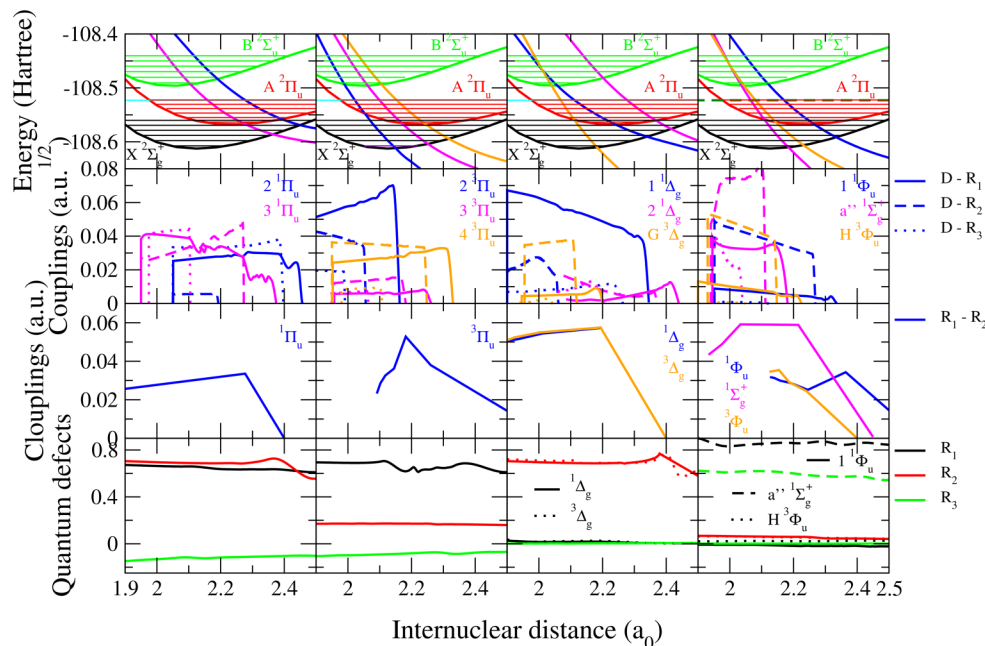 Energy (Hartree)
-108.4
-108.5
-108.6
B ²Σᵤ⁺
A ²Πᵤ
X ²Σg⁺
B ²Σᵤ⁺
A ²Πᵤ
X ²Σg⁺
B ²Σᵤ⁺
A ²Πᵤ
X ²Σg⁺
B ²Σᵤ⁺
A ²Πᵤ
X ²Σg⁺
Couplings (a.u.^1/2)
0.08
0.06
0.04
0.02
0
2 ¹Πᵤ
3 ¹Πᵤ
2 ³Πᵤ
3 ³Πᵤ
4 ³Πᵤ
1 ¹Δg
2 ¹Δg
G ³Δg
1 ¹Φᵤ
a'' ¹Σg⁺
H ³Φᵤ
D - R₁
D - R₂
D - R₃
Clouplings (a.u.)
0.06
0.04
0.02
0
¹Πᵤ
³Πᵤ
¹Δg
³Δg
¹Φᵤ
¹Σg⁺
³Φᵤ
R₁ - R₂
Quantum defects
0.8
0.4
0
¹Δg
³Δg
1 ¹Φᵤ
a'' ¹Σg⁺
H ³Φᵤ
R₁
R₂
R₃
1.9 2 2.2 2.4 2 2.2 2.4 2 2.2 2.4 2 2.2 2.4 2.5
Internuclear distance (a₀)